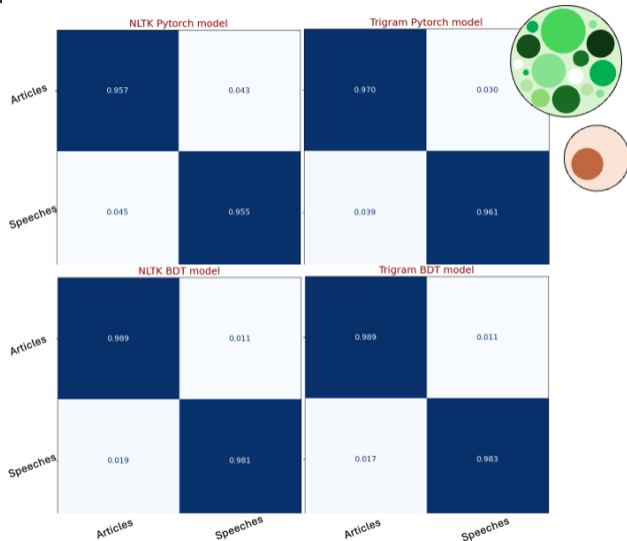 NLTK Pytorch model
Trigram Pytorch model
Articles
0.957
0.043
0.970
0.030
Speeches
0.045
0.955
0.039
0.961
NLTK BDT model
Trigram BDT model
Articles
0.989
0.011
0.989
0.011
Speeches
0.019
0.981
0.017
0.983
Articles
Speeches
Articles
Speeches